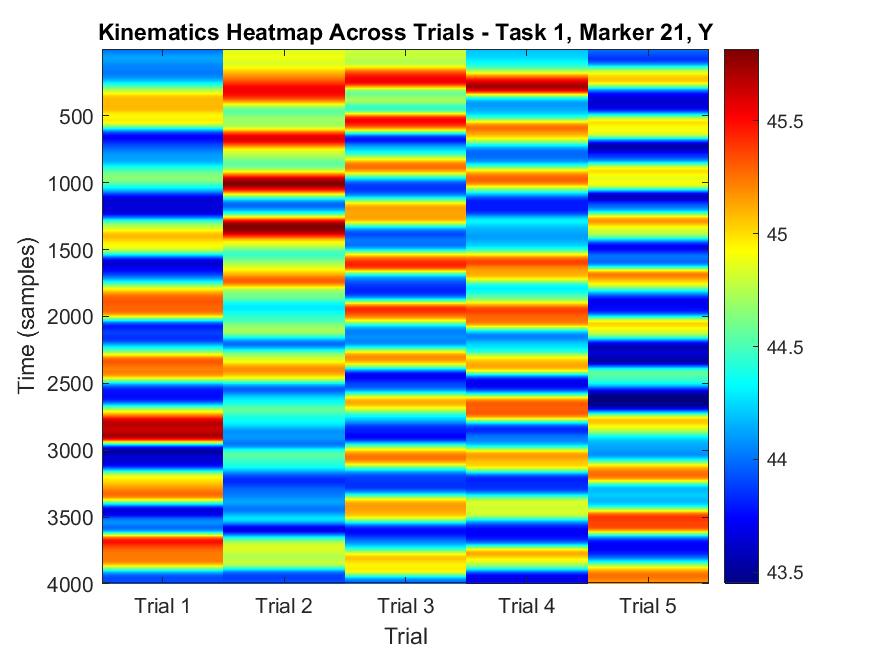 Kinematics Heatmap Across Trials - Task 1, Marker 21, Y
500
1000
1500
2000
2500
3000
3500
4000
Time (samples)
Trial 1
Trial 2
Trial 3
Trial 4
Trial 5
Trial
45.5
45
44.5
44
43.5